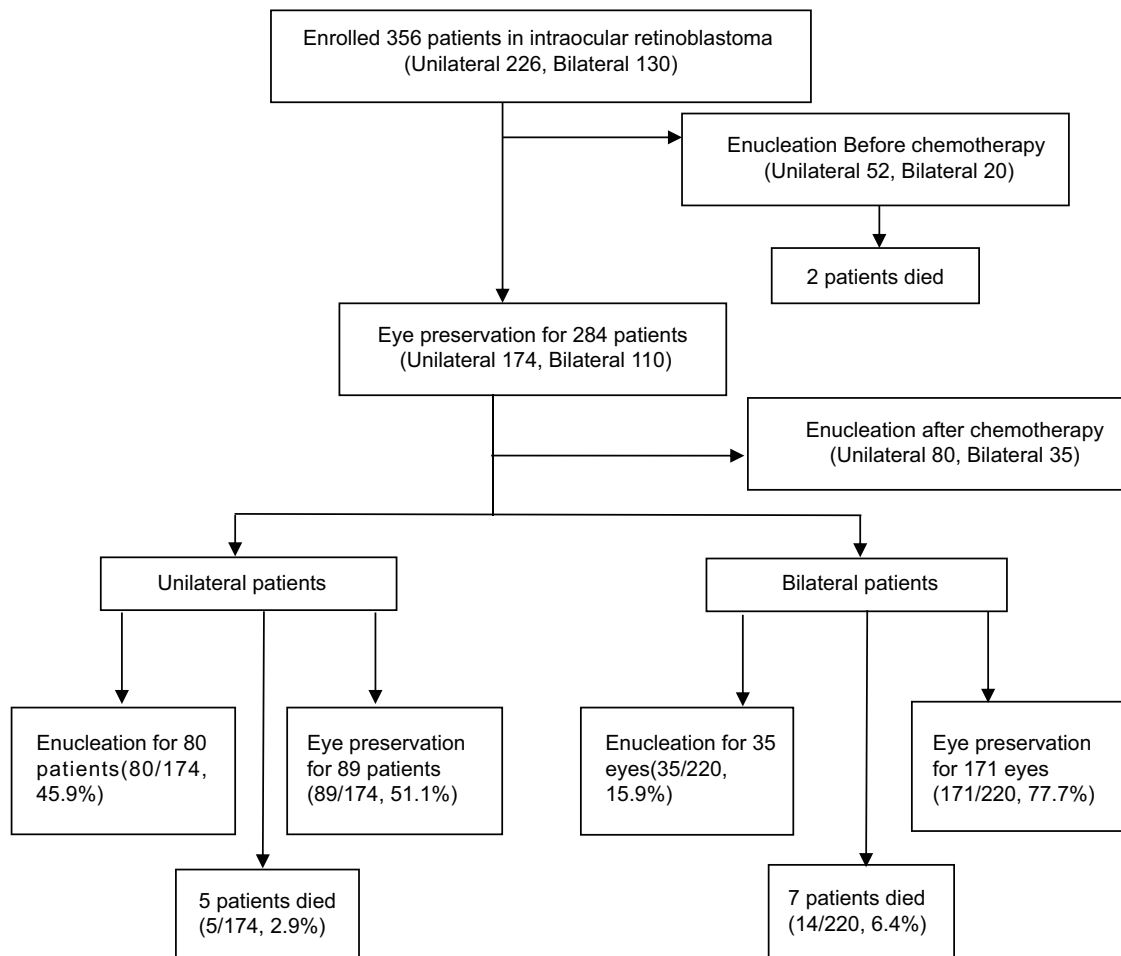 Enrolled 356 patients in intraocular retinoblastoma
(Unilateral 226, Bilateral 130)
Enucleation Before chemotherapy
(Unilateral 52, Bilateral 20)
2 patients died
Eye preservation for 284 patients
(Unilateral 174, Bilateral 110)
Enucleation after chemotherapy
(Unilateral 80, Bilateral 35)
Unilateral patients
Bilateral patients
Enucleation for 80
patients(80/174,
45.9%)
Eye preservation
for 89 patients
(89/174, 51.1%)
Enucleation for 35
eyes(35/220,
15.9%)
Eye preservation
for 171 eyes
(171/220, 77.7%)
5 patients died
(5/174, 2.9%)
7 patients died
(14/220, 6.4%)